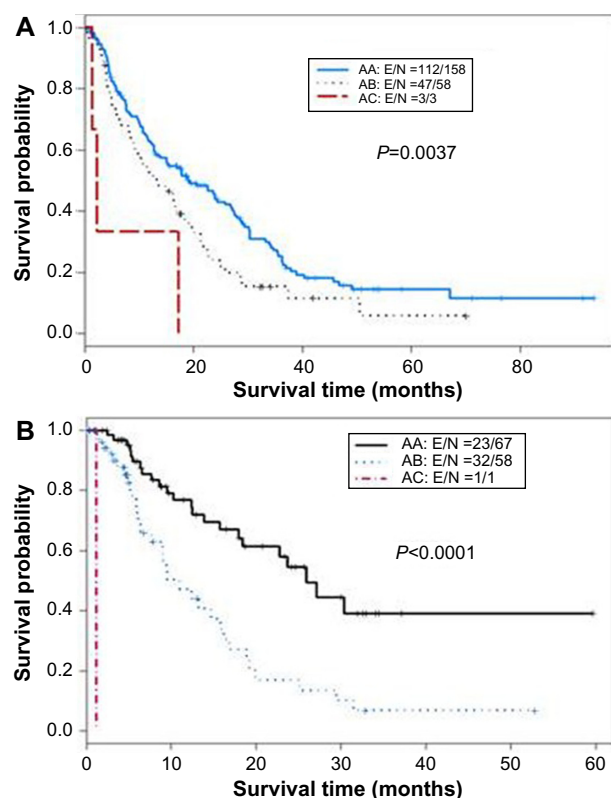 A
1.0
0.8
0.6
0.4
0.2
0.0
Survival probability
AA: E/N =112/158
AB: E/N =47/58
AC: E/N =3/3
P=0.0037
0 20 40 60 80
Survival time (months)
B
1.0
0.8
0.6
0.4
0.2
0.0
Survival probability
AA: E/N =23/67
AB: E/N =32/58
AC: E/N =1/1
P<0.0001
0 10 20 30 40 50 60
Survival time (months)